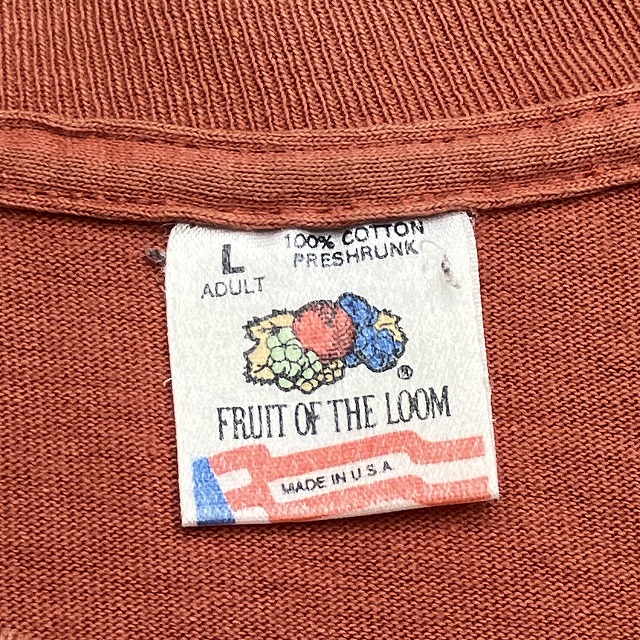 L
ADULT
100% COTTON
PRESHRUNK
®
FRUIT OF THE LOOM
MADE IN U.S.A.